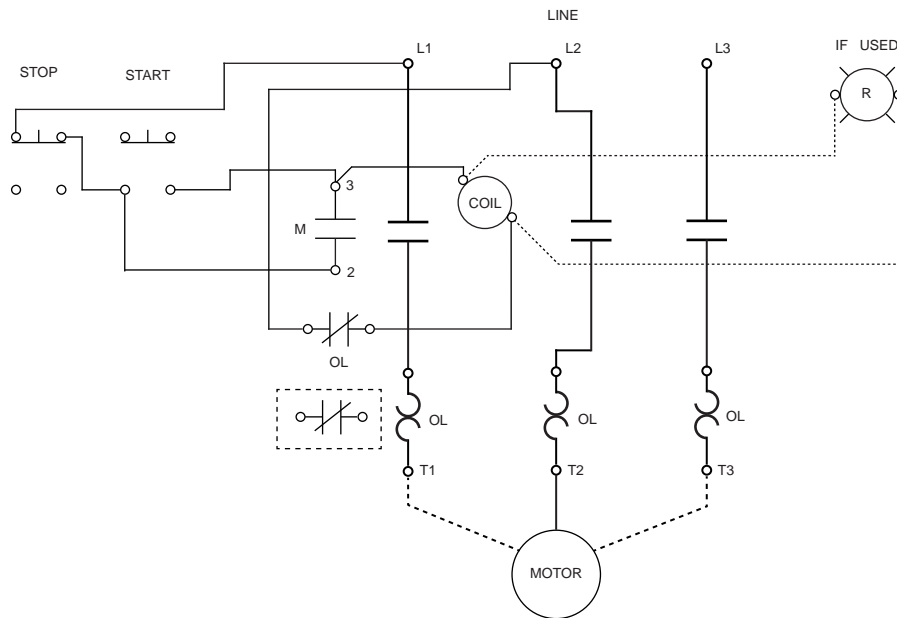 LINE
L1
L2
L3
IF USED
STOP
START
R
3
COIL
M
2
OL
OL
OL
OL
T1
T2
T3
MOTOR